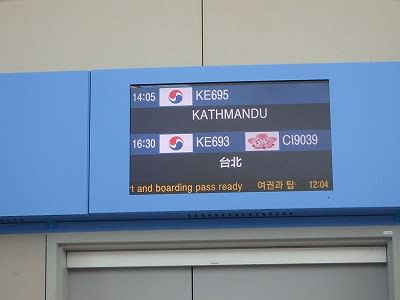 14:05 KE695
KATHMANDU
16:30 KE693 CI9039
台北
t and boarding pass ready 여권과 탑 12:04